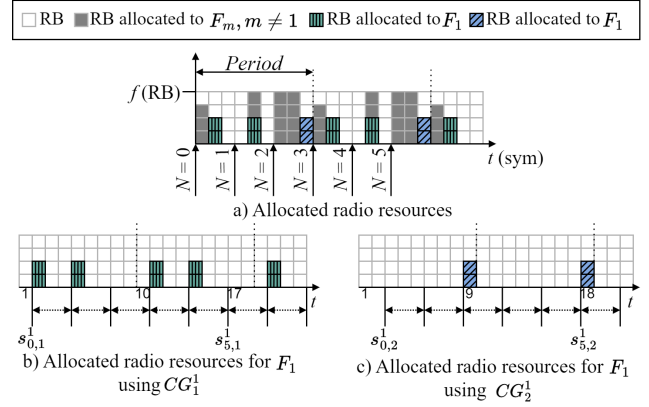 RB RB allocated to F_m, m ≠ 1 RB allocated to F_1 RB allocated to F_1
Period
f (RB)
t (sym)
N = 0 N = 1 N = 2 N = 3 N = 4 N = 5
a) Allocated radio resources
1 10 17 t
1 9 18 t
s^1_{0,1} s^1_{5,1}
s^1_{0,2} s^1_{5,2}
b) Allocated radio resources for F_1
using CG^1_1
c) Allocated radio resources for F_1
using CG^1_2